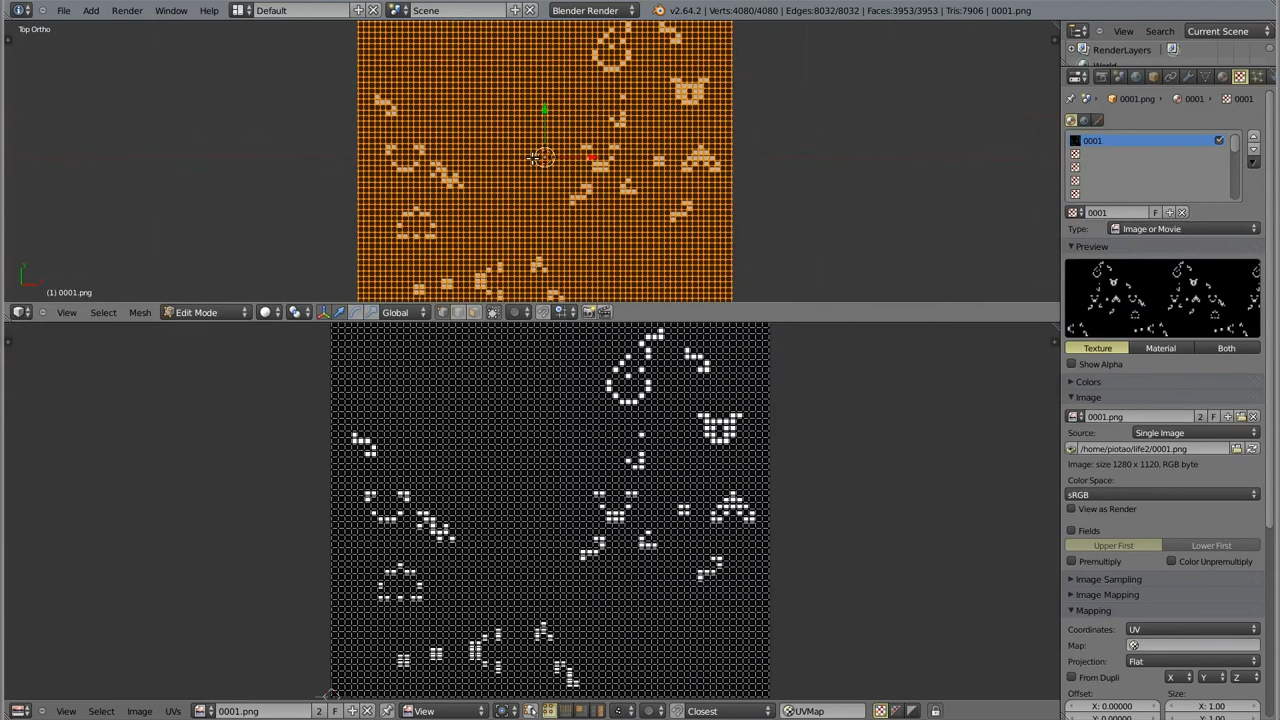 File Add Render Window Help Default Scene Blender Render v2.64.2 | Verts:4080/4080 | Edges:8032/8032 | Faces:3953/3953 | Tris:7906 | 0001.png
View Search Current Scene
Top Ortho
RenderLayers
World
0001.png 0001 0001
0001
0001 F
Type: Image or Movie
Preview
(1) 0001.png
View Select Mesh Edit Mode Global
Texture Material Both
Show Alpha
Colors
Image
0001.png 2 F
Source: Single Image
/home/piotao/life2/0001.png
Image: size 1280 x 1120, RGB byte
Color Space:
sRGB
View as Render
Fields
Upper First Lower First
Premultiply Color Unpremultiply
Image Sampling
Image Mapping
Mapping
Coordinates: UV
Map:
Projection: Flat
From Dupli X Y Z
Offset: Size:
X: 0.00000 X: 1.00
View Select Image UVs 0001.png 2 F View Closest UVMap